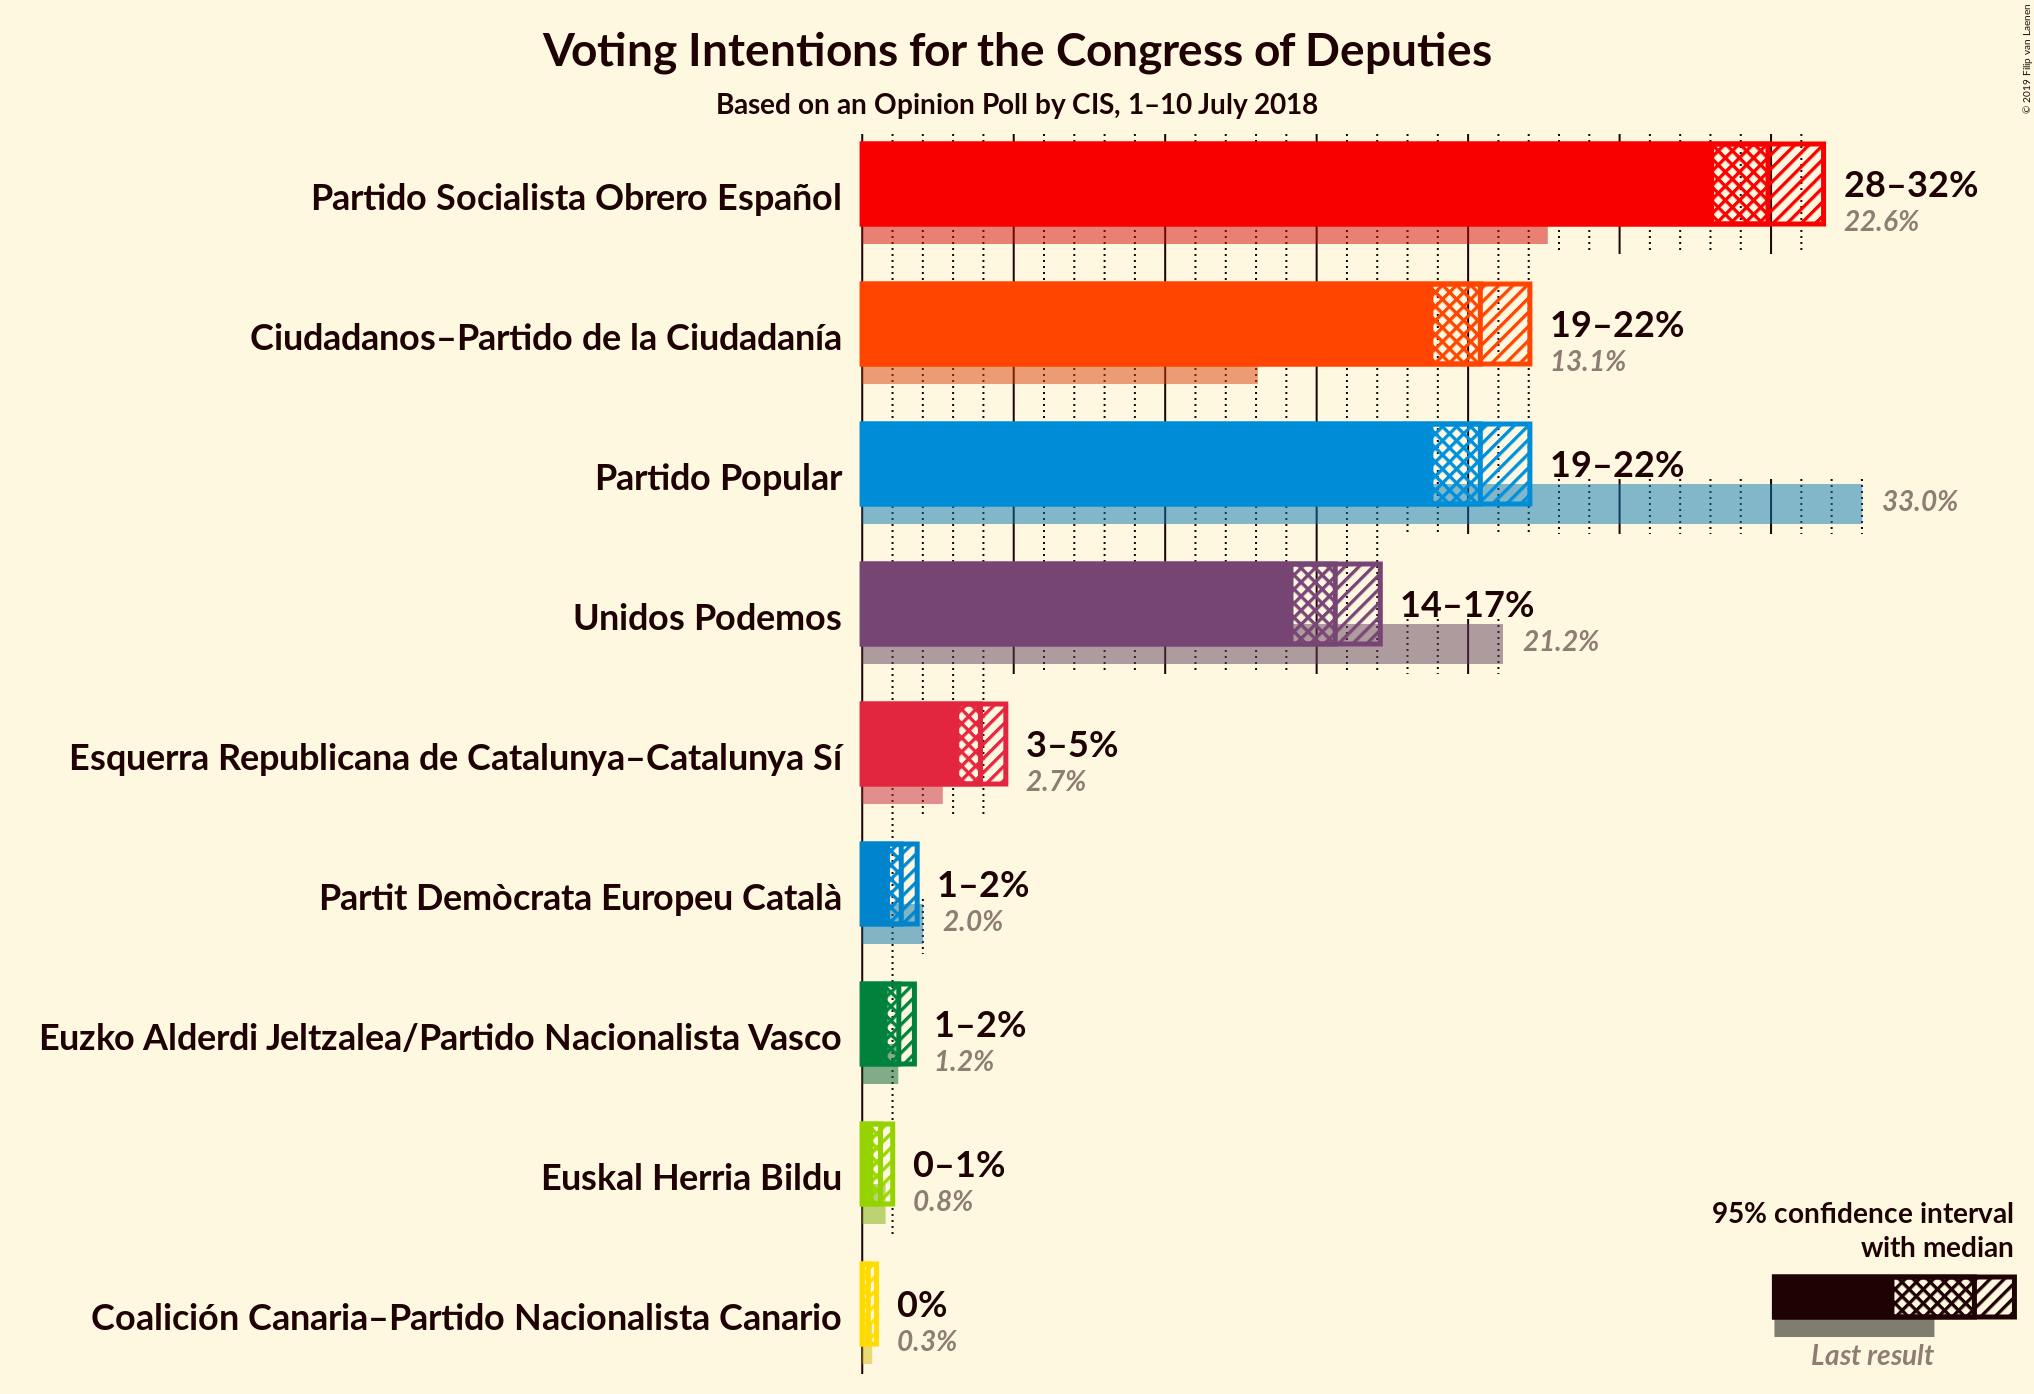 Voting Intentions for the Congress of Deputies
Based on an Opinion Poll by CIS, 1–10 July 2018
© 2019 Filip van Laenen
Partido Socialista Obrero Español
28–32%
22.6%
Ciudadanos–Partido de la Ciudadanía
19–22%
13.1%
Partido Popular
19–22%
33.0%
Unidos Podemos
14–17%
21.2%
Esquerra Republicana de Catalunya–Catalunya Sí
3–5%
2.7%
Partit Demòcrata Europeu Català
1–2%
2.0%
Euzko Alderdi Jeltzalea/Partido Nacionalista Vasco
1–2%
1.2%
Euskal Herria Bildu
0–1%
0.8%
Coalición Canaria–Partido Nacionalista Canario
0%
0.3%
95% confidence interval
with median
Last result